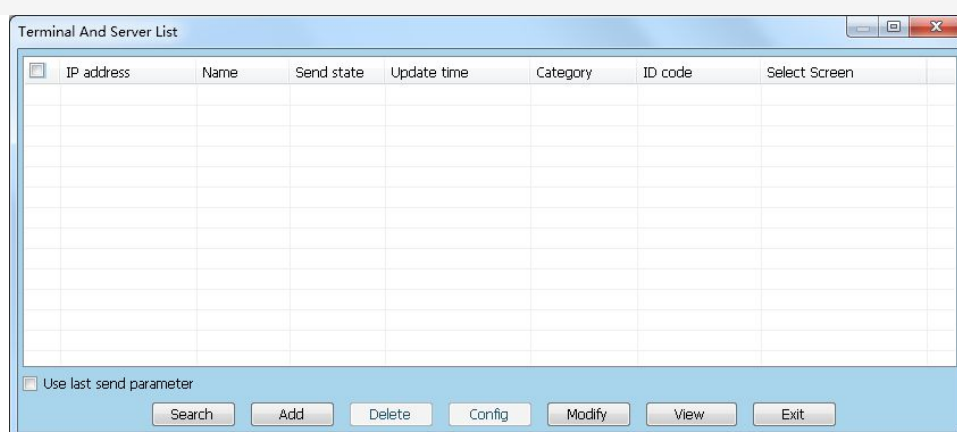 Terminal And Server List
IP address Name Send state Update time Category ID code Select Screen
Use last send parameter
Search Add Delete Config Modify View Exit